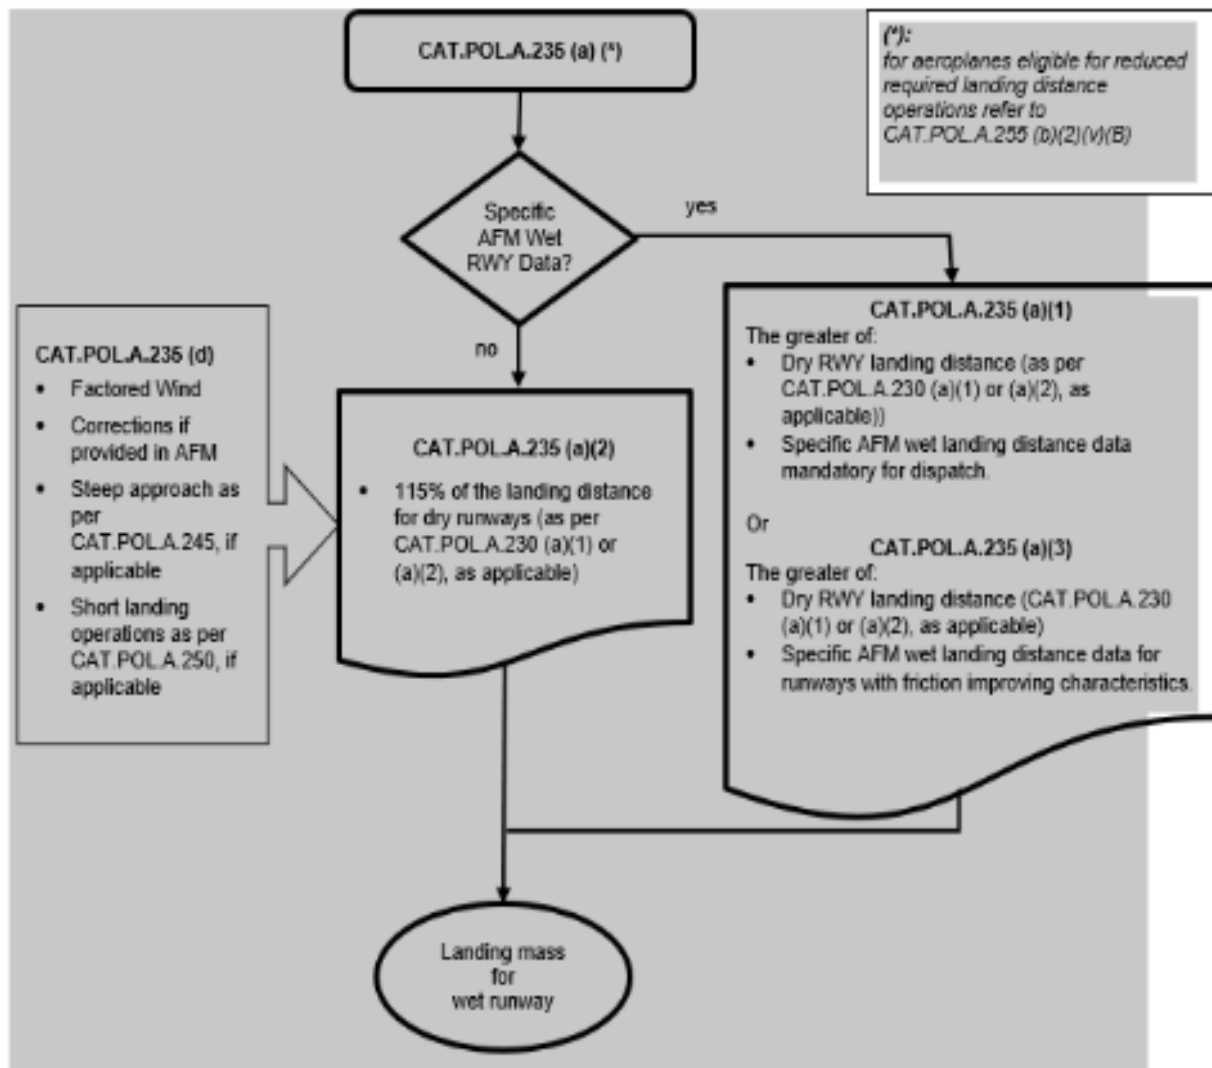 CAT.POL.A.235 (a) (*)
(*):
for aeroplanes eligible for reduced
required landing distance
operations refer to
CAT.POL.A.255 (b)(2)(v)(B)
Specific
AFM Wet
RWY Data?
yes
no
CAT.POL.A.235 (d)
• Factored Wind
• Corrections if
provided in AFM
• Steep approach as
per
CAT.POL.A.245, if
applicable
• Short landing
operations as per
CAT.POL.A.250, if
applicable
CAT.POL.A.235 (a)(2)
• 115% of the landing distance
for dry runways (as per
CAT.POL.A.230 (a)(1) or
(a)(2), as applicable)
CAT.POL.A.235 (a)(1)
The greater of:
• Dry RWY landing distance (as per
CAT.POL.A.230 (a)(1) or (a)(2), as
applicable))
• Specific AFM wet landing distance data
mandatory for dispatch.
Or
CAT.POL.A.235 (a)(3)
The greater of:
• Dry RWY landing distance (CAT.POL.A.230
(a)(1) or (a)(2), as applicable)
• Specific AFM wet landing distance data for
runways with friction improving characteristics.
Landing mass
for
wet runway